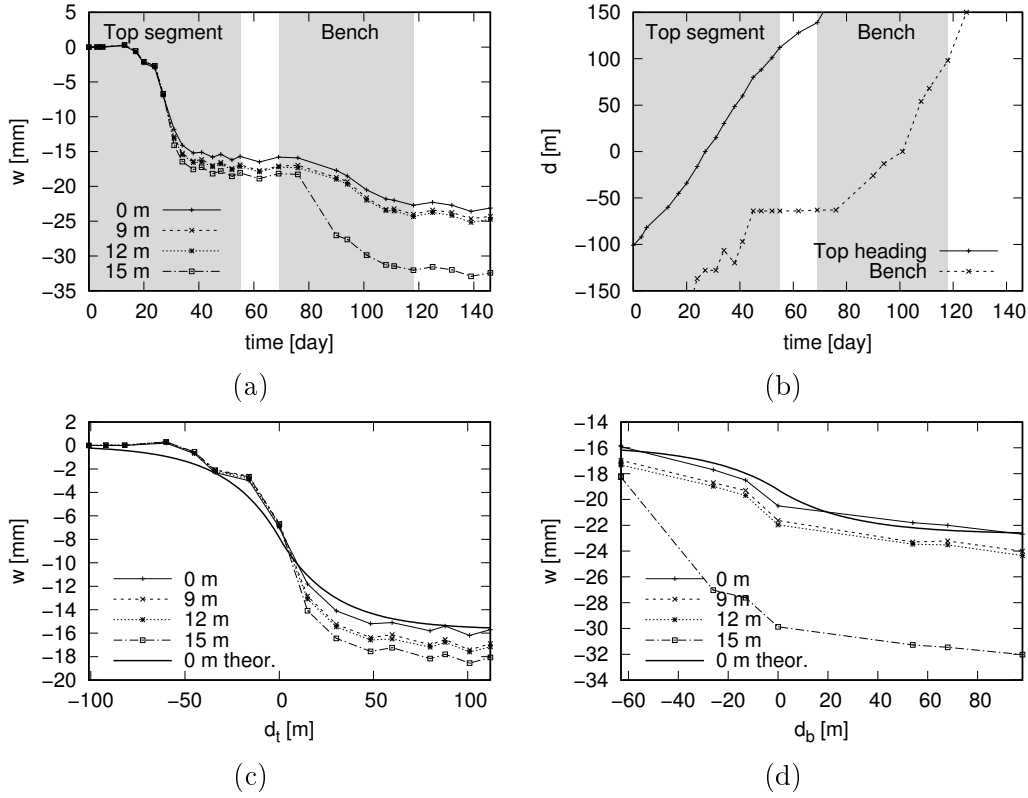 Top segment
Bench
5
0
−5
−10
−15
−20
−25
−30
−35
w [mm]
0 m
9 m
12 m
15 m
0 20 40 60 80 100 120 140
time [day]
(a)
Top segment
Bench
150
100
50
0
−50
−100
−150
d [m]
Top heading
Bench
0 20 40 60 80 100 120 140
time [day]
(b)
2
0
−2
−4
−6
−8
−10
−12
−14
−16
−18
−20
w [mm]
0 m
9 m
12 m
15 m
0 m theor.
−100 −50 0 50 100
d_t [m]
(c)
−14
−16
−18
−20
−22
−24
−26
−28
−30
−32
−34
w [mm]
0 m
9 m
12 m
15 m
0 m theor.
−60 −40 −20 0 20 40 60 80
d_b [m]
(d)